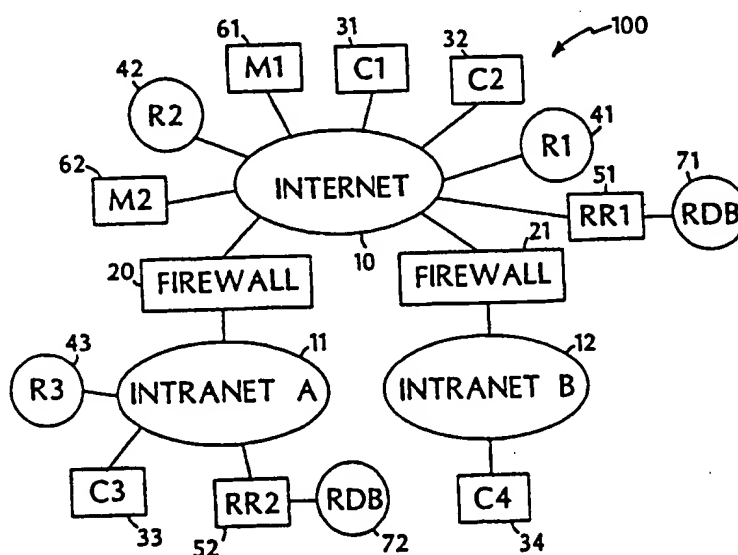 61 31 32 100
M1 C1 C2
42
R2
41
R1
62
M2
INTERNET
51 71
RR1 RDB
10
20 FIREWALL
21
FIREWALL
43 11 12
R3 INTRANET A INTRANET B
C3
33
RR2 RDB
52 72
C4
34